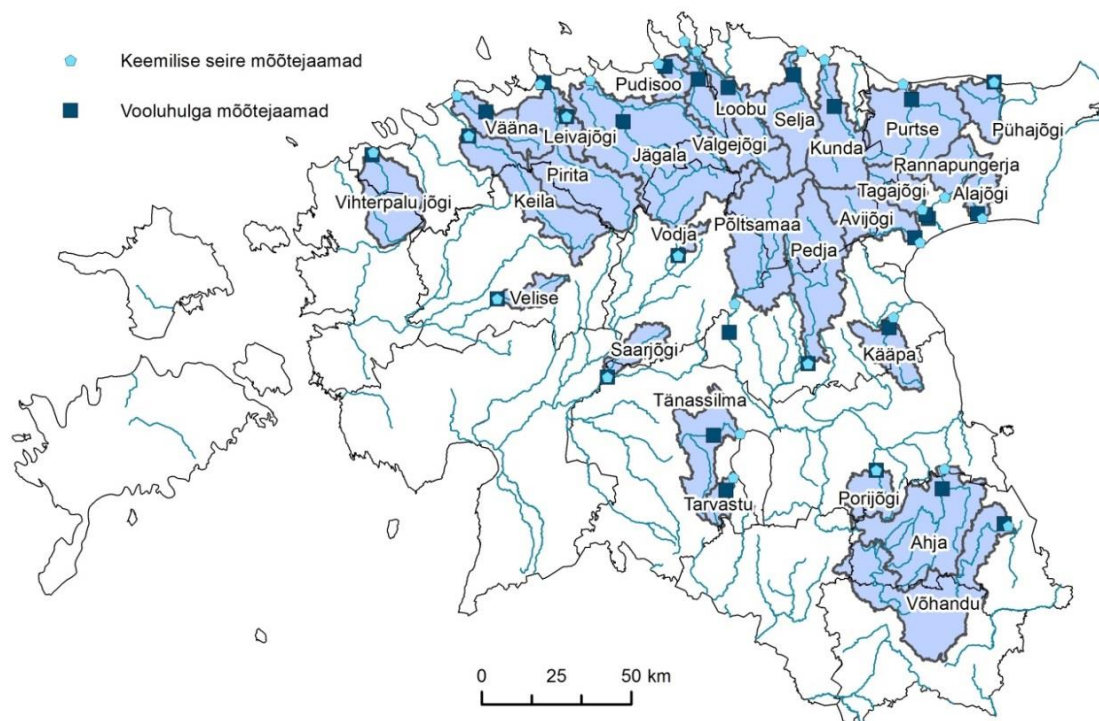 Keemilise seire mõõtejaamad
Vooluhulga mõõtejaamad
Pudisoo
Loobu
Selja
Vääna
Leivajõgi
Jägala
Valgejõgi
Kunda
Purtse
Pühajõgi
Pirita
Rannapungerja
Vihterpalu jõgi
Keila
Tagajõgi
Alajõgi
Vodja
Põltsamaa
Pedja
Avijõgi
Velise
Saarjõgi
Kääpa
Tänassilma
Tarvastu
Porijõgi
Ahja
Võhandu
0 25 50 km